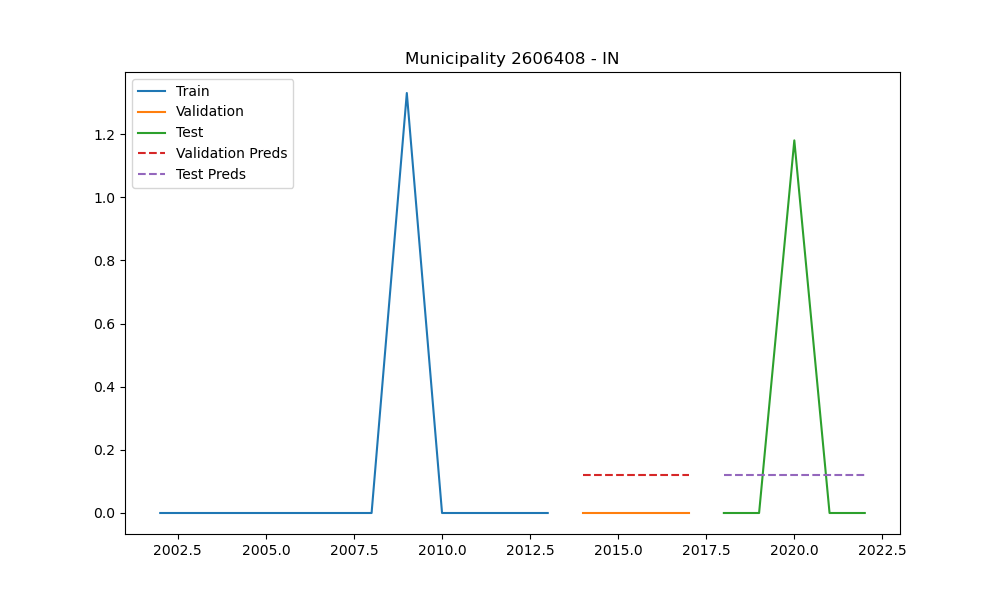 Municipality 2606408 - IN
Train
Validation
Test
Validation Preds
Test Preds
1.2
1.0
0.8
0.6
0.4
0.2
0.0
2002.5 2005.0 2007.5 2010.0 2012.5 2015.0 2017.5 2020.0 2022.5